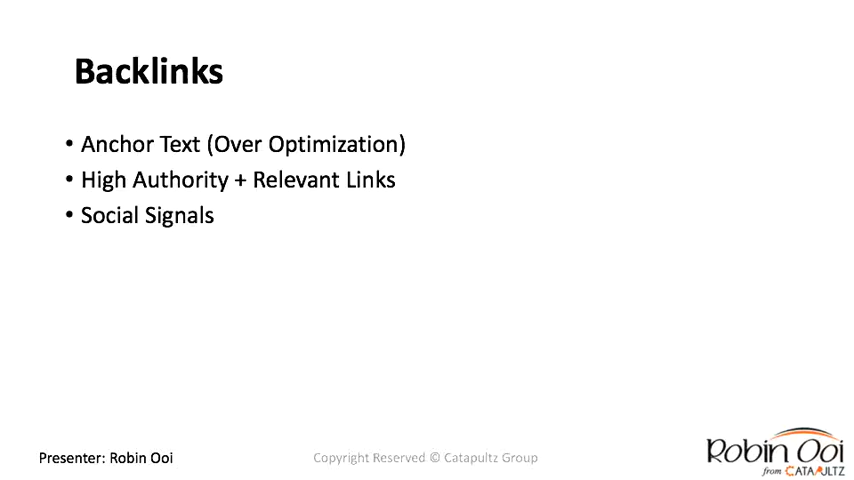 Backlinks
• Anchor Text (Over Optimization)
• High Authority + Relevant Links
• Social Signals
Presenter: Robin Ooi
Copyright Reserved © Catapultz Group
Robin Ooi
from CATAPULTZ